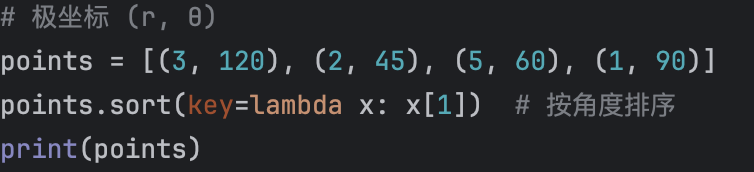 # 极坐标 (r, θ)
points = [(3, 120), (2, 45), (5, 60), (1, 90)]
points.sort(key=lambda x: x[1])  # 按角度排序
print(points)